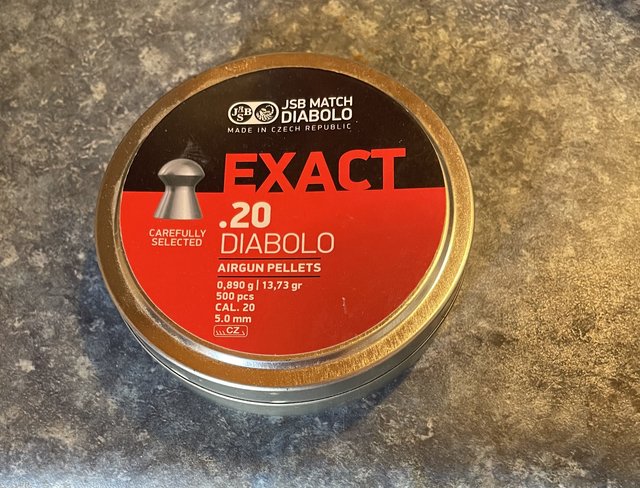 JSB
JSB MATCH
DIABOLO
MADE IN CZECH REPUBLIC
EXACT
.20
CAREFULLY
SELECTED
DIABOLO
AIRGUN PELLETS
0,890 g | 13,73 gr
500 pcs
CAL. 20
5.0 mm
CZ